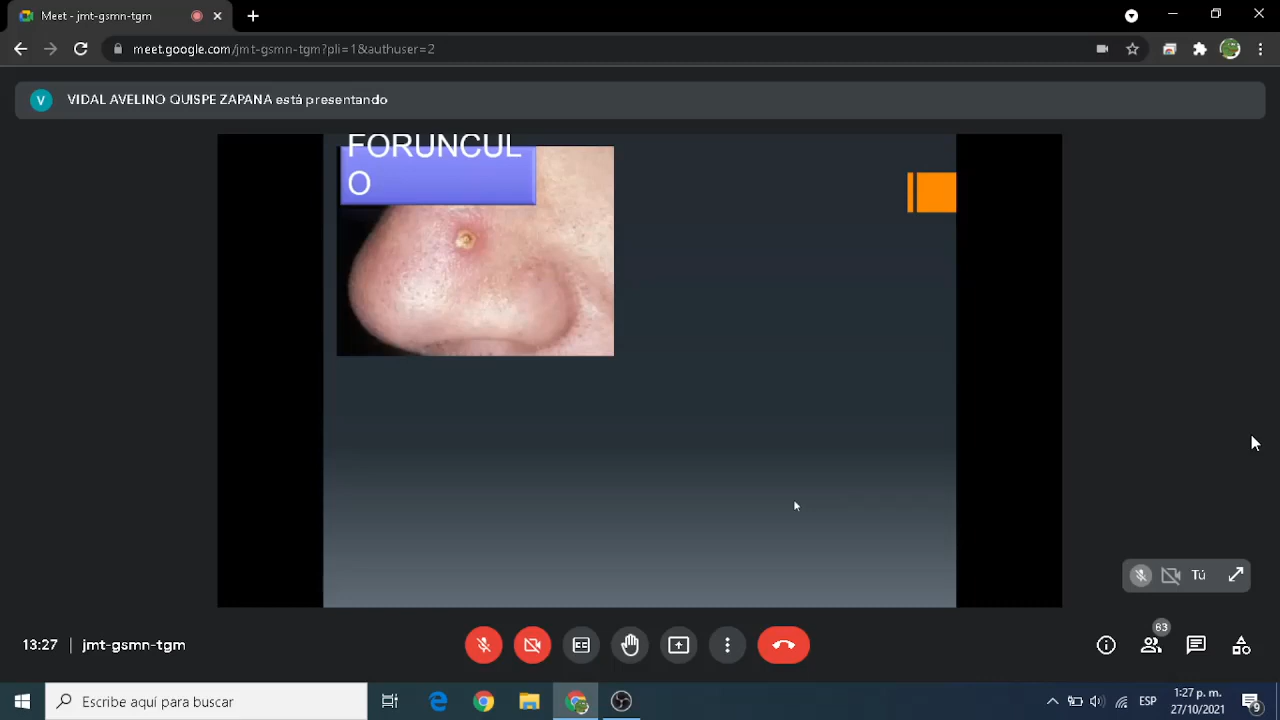 Meet - jmt-gsmn-tgm
meet.google.com/jmt-gsmn-tgm?pli=1&authuser=2
V
VIDAL AVELINO QUISPE ZAPANA está presentando
FORUNCUL
O
Tú
13:27 | jmt-gsmn-tgm
CC
63
Escribe aquí para buscar
ESP
1:27 p. m.
27/10/2021
9